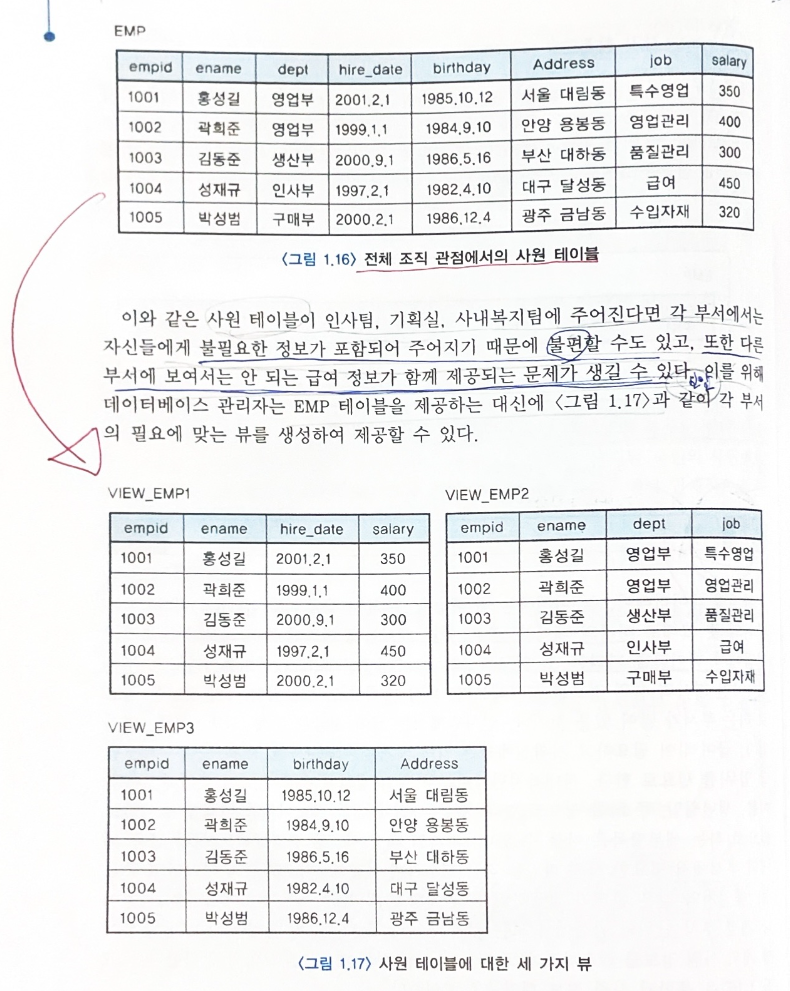 EMP
empid ename dept hire_date birthday Address job salary
1001 홍성길 영업부 2001.2.1 1985.10.12 서울 대림동 특수영업 350
1002 곽희준 영업부 1999.1.1 1984.9.10 안양 용봉동 영업관리 400
1003 김동준 생산부 2000.9.1 1986.5.16 부산 대하동 품질관리 300
1004 성재규 인사부 1997.2.1 1982.4.10 대구 달성동 급여 450
1005 박성범 구매부 2000.2.1 1986.12.4 광주 금남동 수입자재 320
〈그림 1.16〉 전체 조직 관점에서의 사원 테이블
이와 같은 사원 테이블이 인사팀, 기획실, 사내복지팀에 주어진다면 각 부서에서는
자신들에게 불필요한 정보가 포함되어 주어지기 때문에 불편할 수도 있고, 또한 다른
부서에 보여서는 안 되는 급여 정보가 함께 제공되는 문제가 생길 수 있다. 이를 위해
보안
데이터베이스 관리자는 EMP 테이블을 제공하는 대신에 〈그림 1.17〉과 같이 각 부서
의 필요에 맞는 뷰를 생성하여 제공할 수 있다.
VIEW_EMP1
empid ename hire_date salary
1001 홍성길 2001.2.1 350
1002 곽희준 1999.1.1 400
1003 김동준 2000.9.1 300
1004 성재규 1997.2.1 450
1005 박성범 2000.2.1 320
VIEW_EMP2
empid ename dept job
1001 홍성길 영업부 특수영업
1002 곽희준 영업부 영업관리
1003 김동준 생산부 품질관리
1004 성재규 인사부 급여
1005 박성범 구매부 수입자재
VIEW_EMP3
empid ename birthday Address
1001 홍성길 1985.10.12 서울 대림동
1002 곽희준 1984.9.10 안양 용봉동
1003 김동준 1986.5.16 부산 대하동
1004 성재규 1982.4.10 대구 달성동
1005 박성범 1986.12.4 광주 금남동
〈그림 1.17〉 사원 테이블에 대한 세 가지 뷰